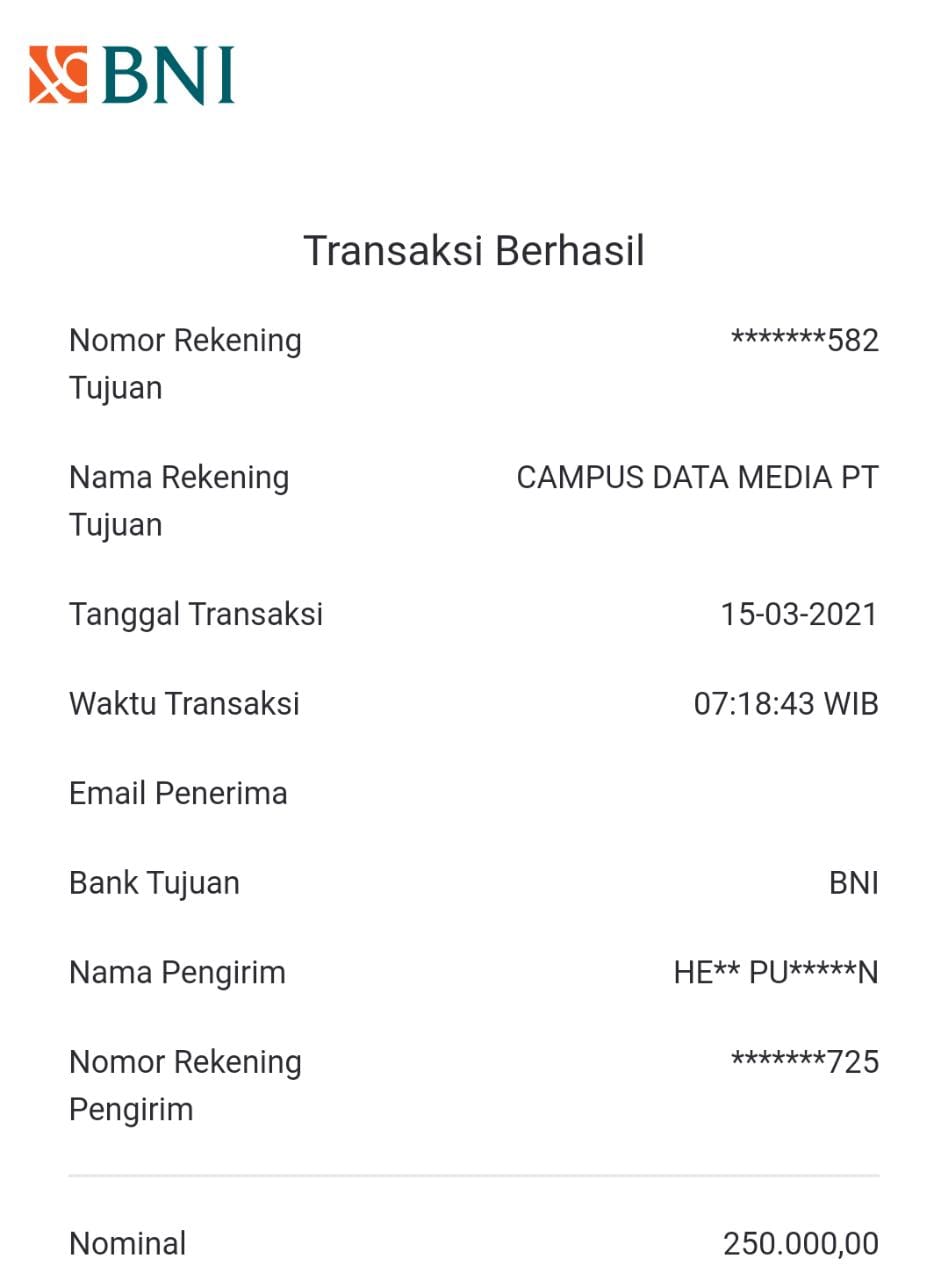 BNI
Transaksi Berhasil
Nomor Rekening Tujuan *******582
Nama Rekening Tujuan CAMPUS DATA MEDIA PT
Tanggal Transaksi 15-03-2021
Waktu Transaksi 07:18:43 WIB
Email Penerima
Bank Tujuan BNI
Nama Pengirim HE** PU*****N
Nomor Rekening Pengirim *******725
Nominal 250.000,00